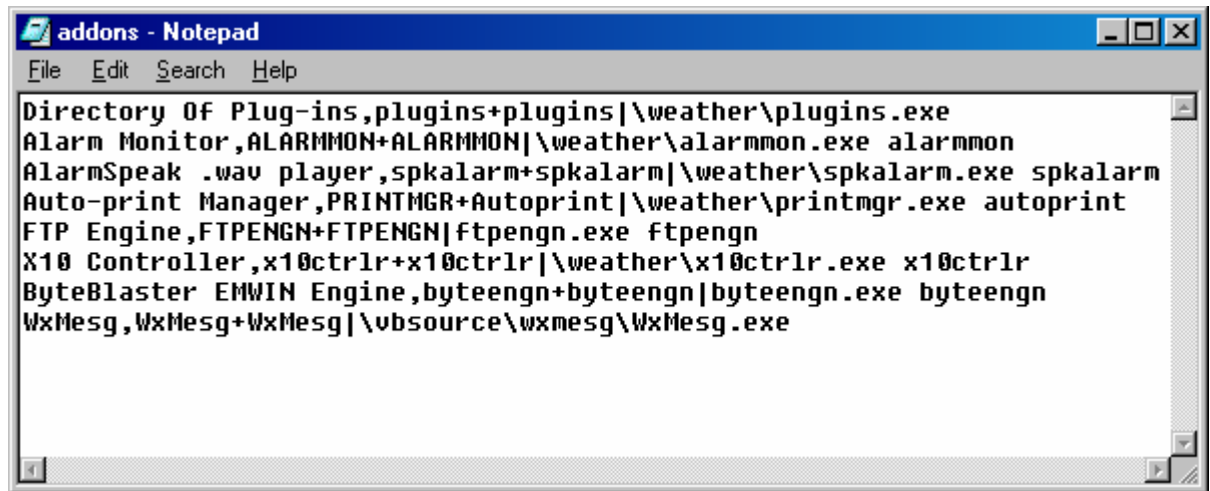 addons - Notepad
File Edit Search Help
Directory Of Plug-ins,plugins+plugins|\weather\plugins.exe
Alarm Monitor,ALARMMON+ALARMMON|\weather\alarmmon.exe alarmmon
AlarmSpeak .wav player,spkalarm+spkalarm|\weather\spkalarm.exe spkalarm
Auto-print Manager,PRINTMGR+Autoprint|\weather\printmgr.exe autoprint
FTP Engine,FTPENGN+FTPENGN|ftpengn.exe ftpengn
X10 Controller,x10ctrlr+x10ctrlr|\weather\x10ctrlr.exe x10ctrlr
ByteBlaster EMWIN Engine,byteengn+byteengn|byteengn.exe byteengn
WxMesg,WxMesg+WxMesg|\vbsource\wxmesg\WxMesg.exe